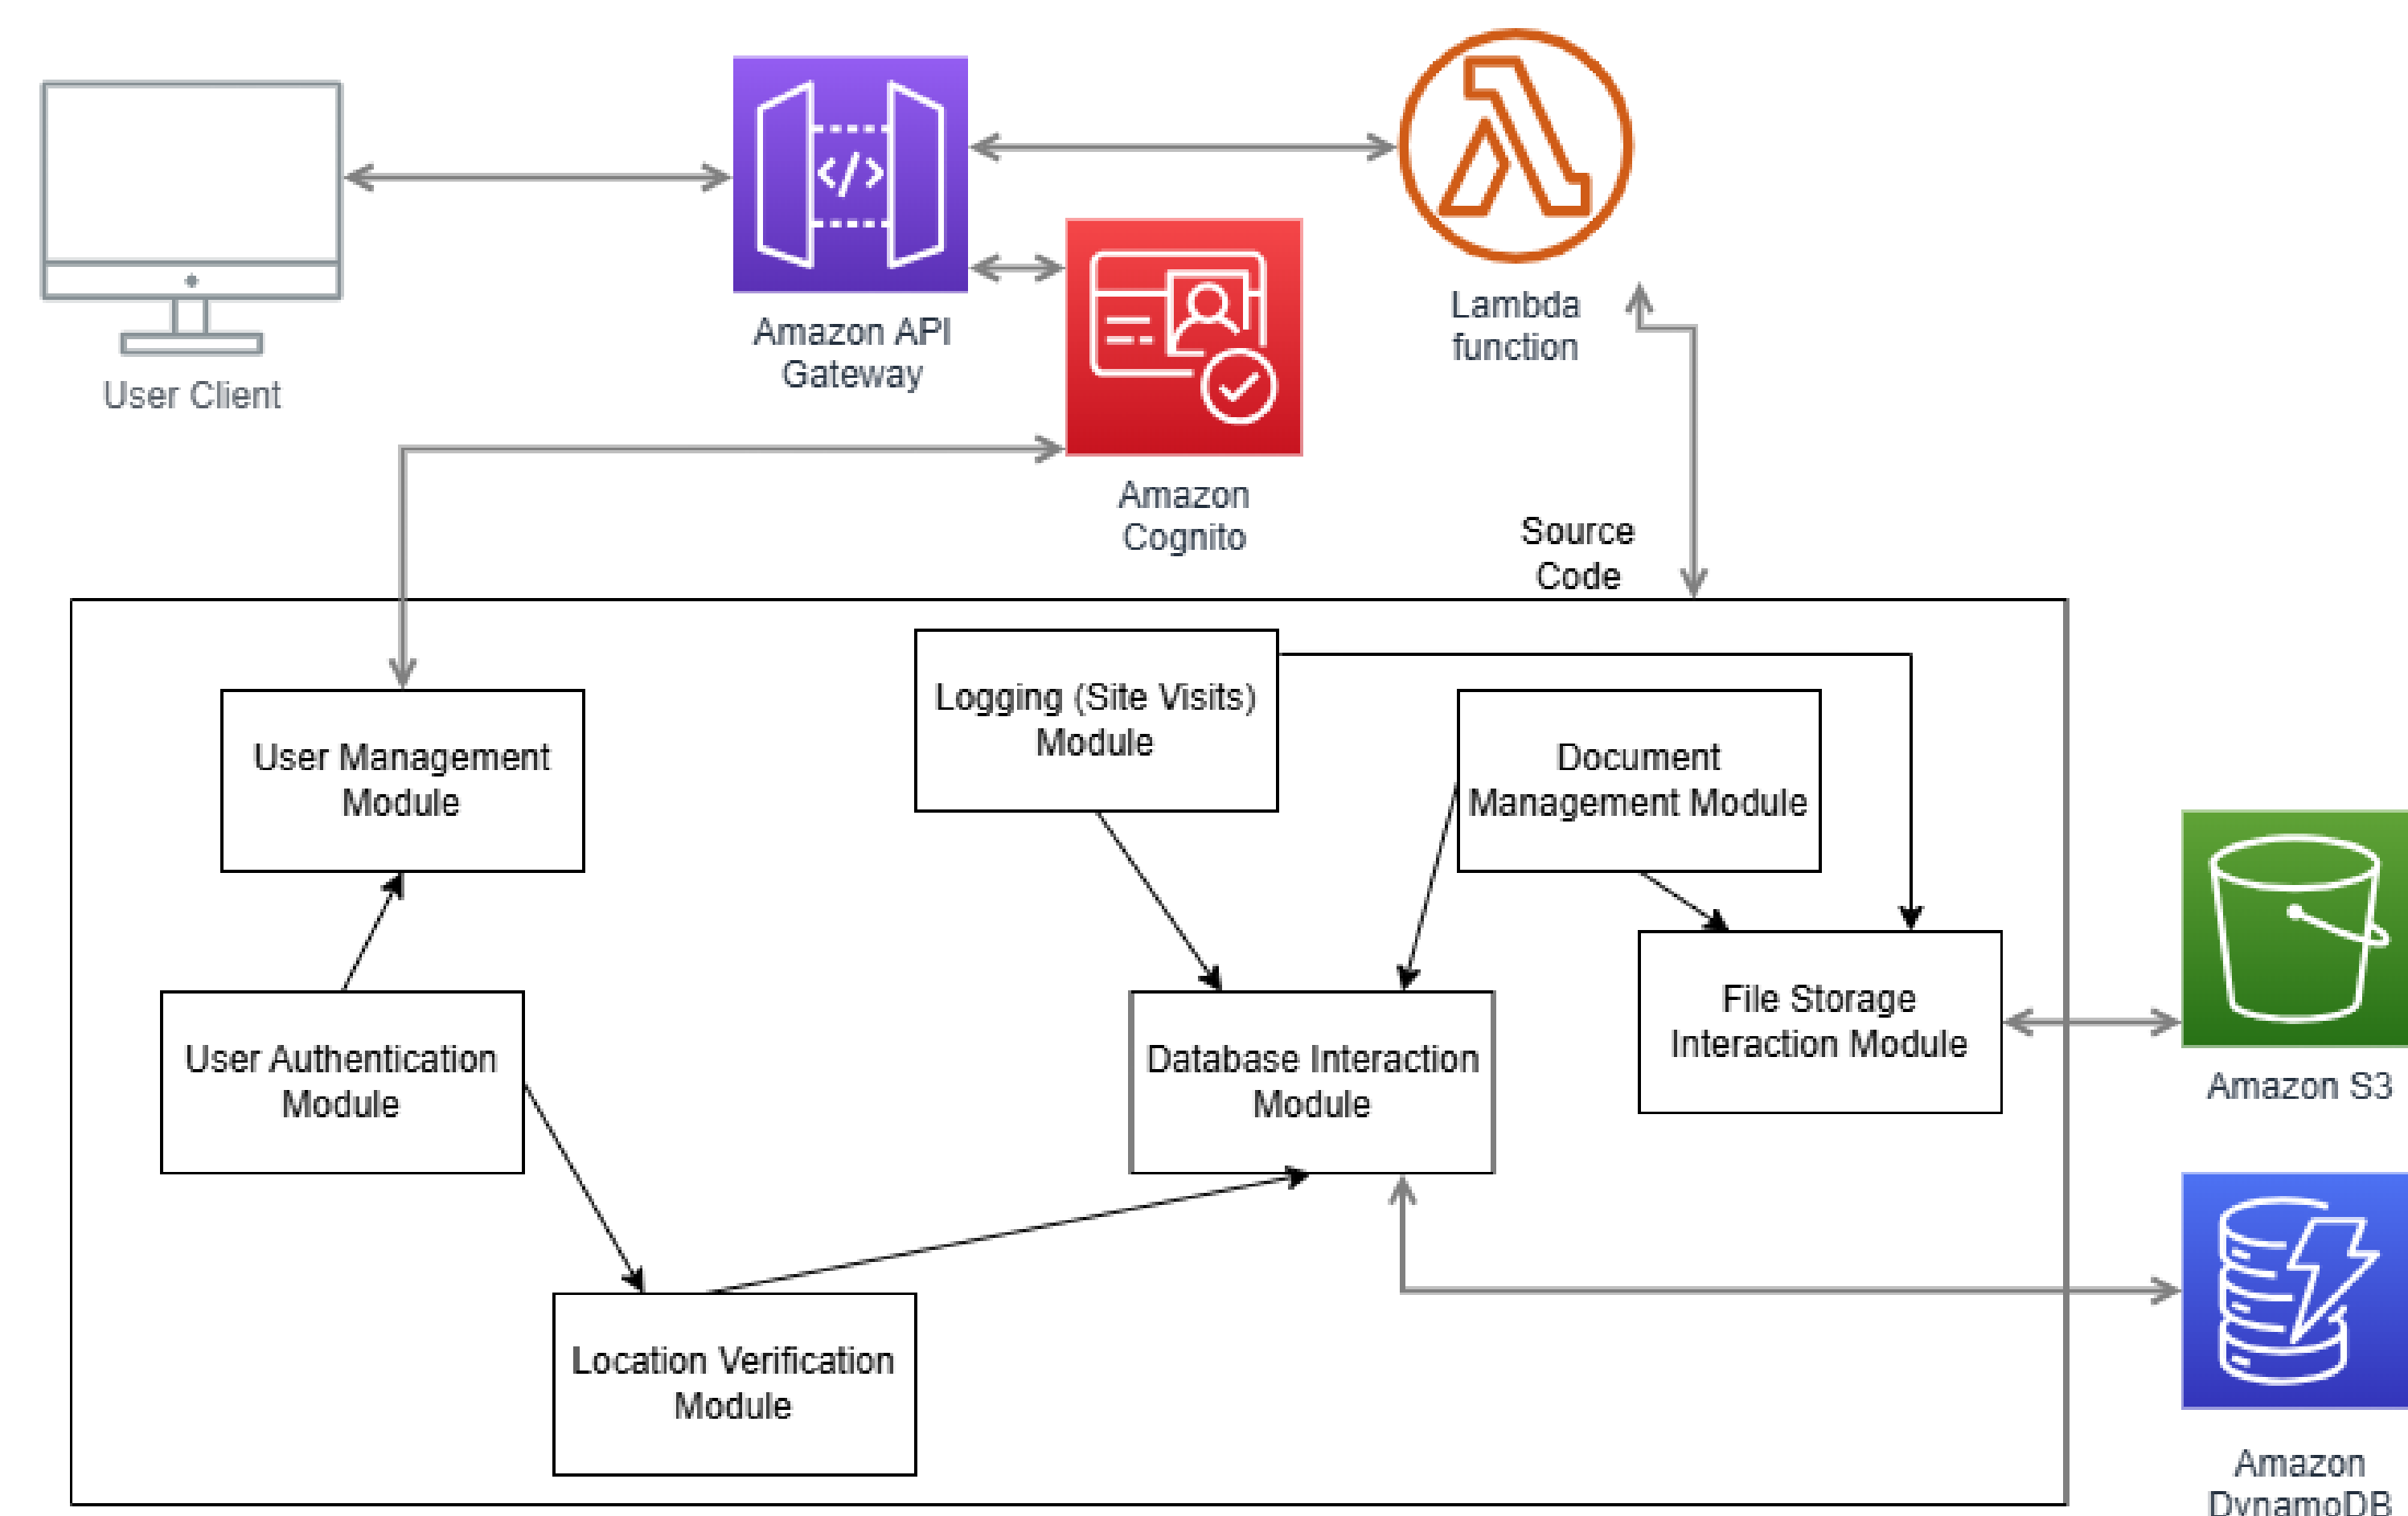 User Client
Amazon API
Gateway
Lambda
function
Amazon
Cognito
Source
Code
User Management
Module
Logging (Site Visits)
Module
Document
Management Module
User Authentication
Module
Database Interaction
Module
File Storage
Interaction Module
Amazon S3
Location Verification
Module
Amazon
DynamoDB